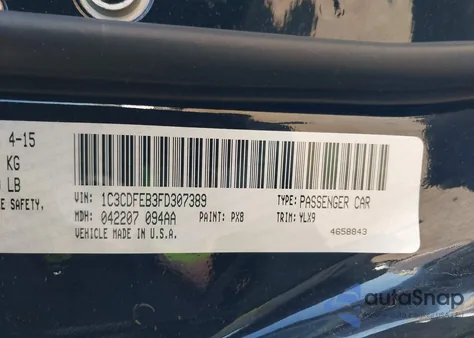 4-15
KG
LB
E SAFETY,
VIN: 1C3CDFEB3FD307389 TYPE: PASSENGER CAR
MDH: 042207 094AA PAINT: PX8 TRIM: YLX9
VEHICLE MADE IN U.S.A. 4658843
autoSnap